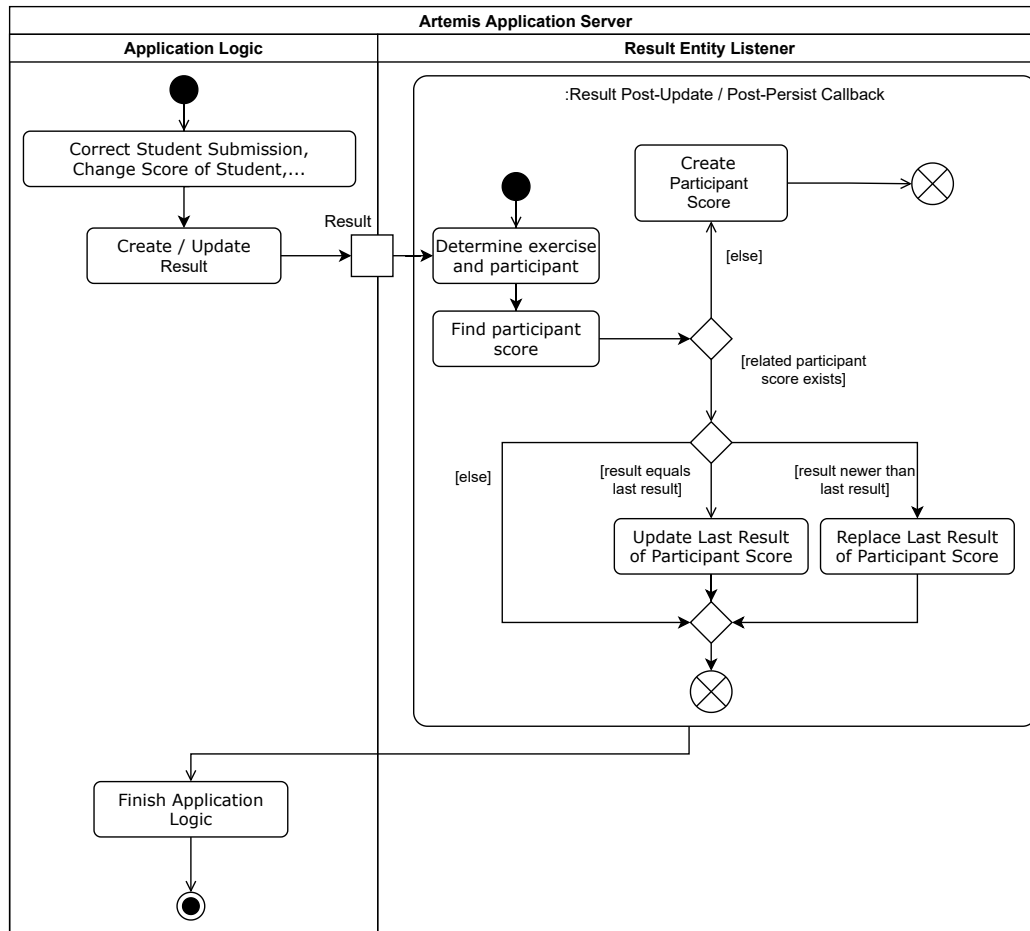 Artemis Application Server
Application Logic
Result Entity Listener
:Result Post-Update / Post-Persist Callback
Correct Student Submission,
Change Score of Student,...
Create
Participant
Score
Result
Create / Update
Result
Determine exercise
and participant
[else]
Find participant
score
[related participant
score exists]
[else]
[result equals
last result]
[result newer than
last result]
Update Last Result
of Participant Score
Replace Last Result
of Participant Score
Finish Application
Logic